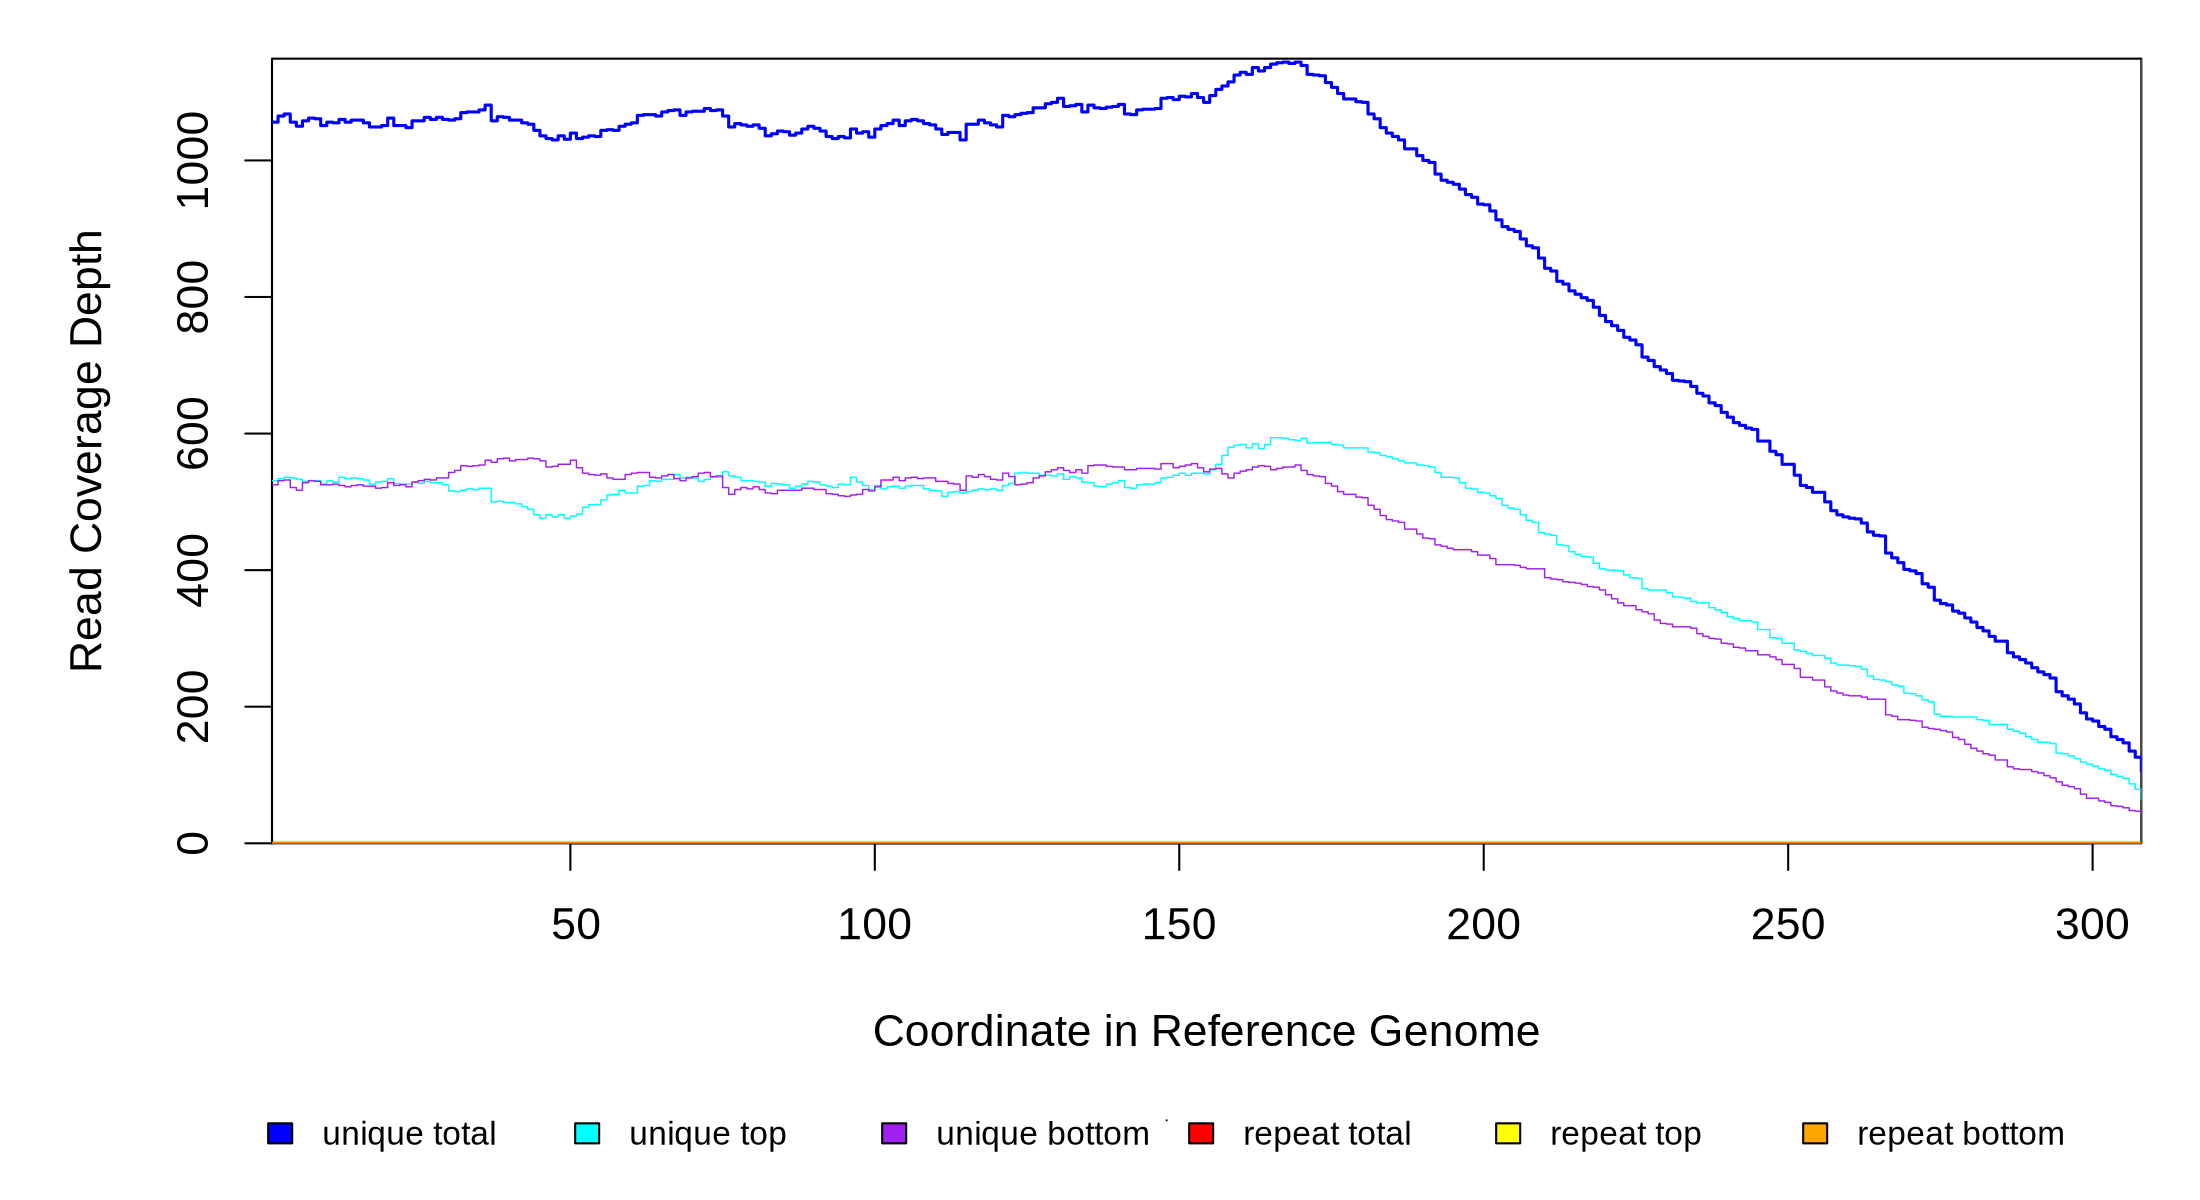 Read Coverage Depth
1000
800
600
400
200
0
50 100 150 200 250 300
Coordinate in Reference Genome
unique total unique top unique bottom repeat total repeat top repeat bottom